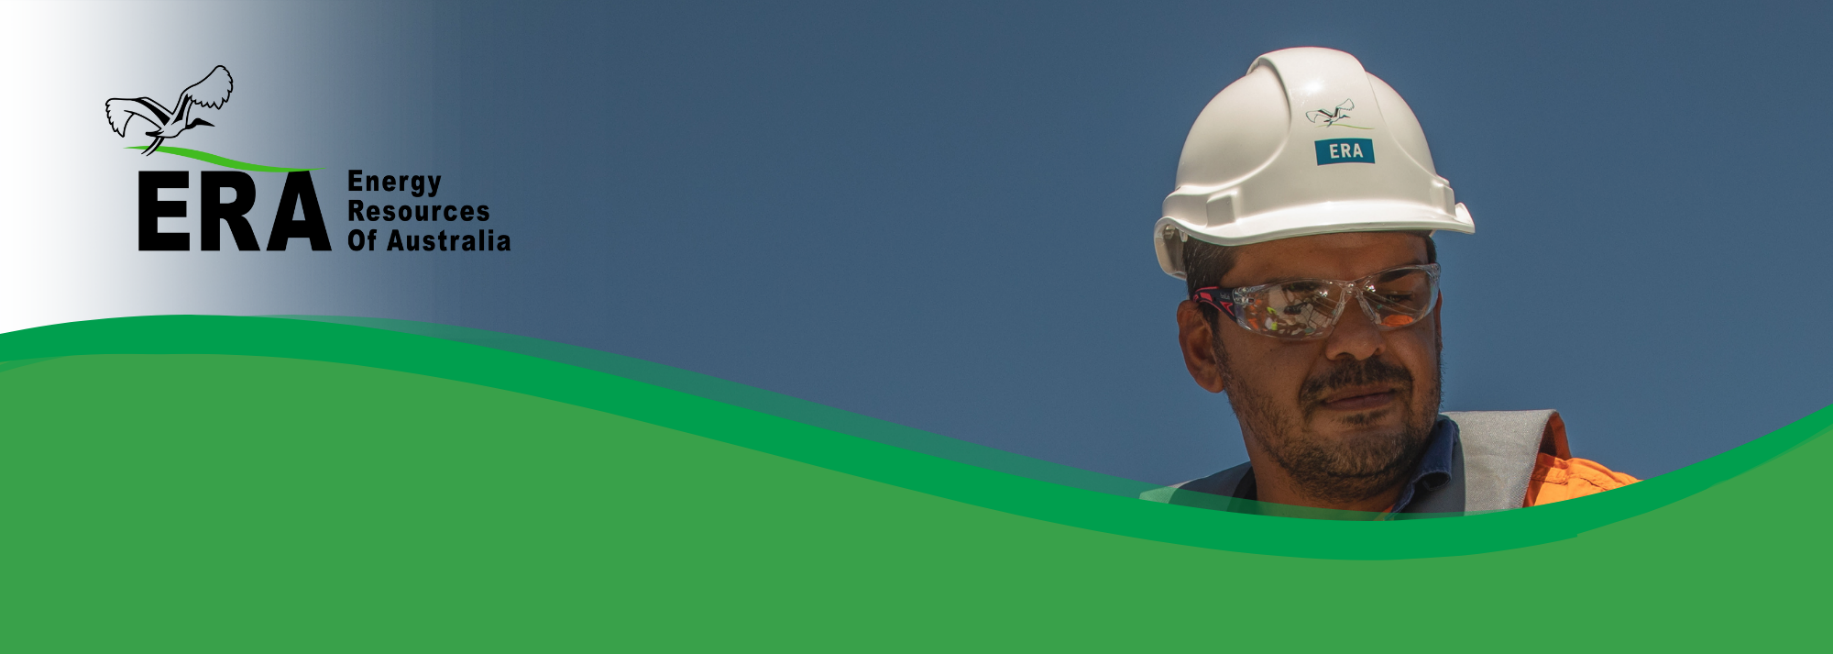 ERA
Energy
Resources
Of Australia
ERA